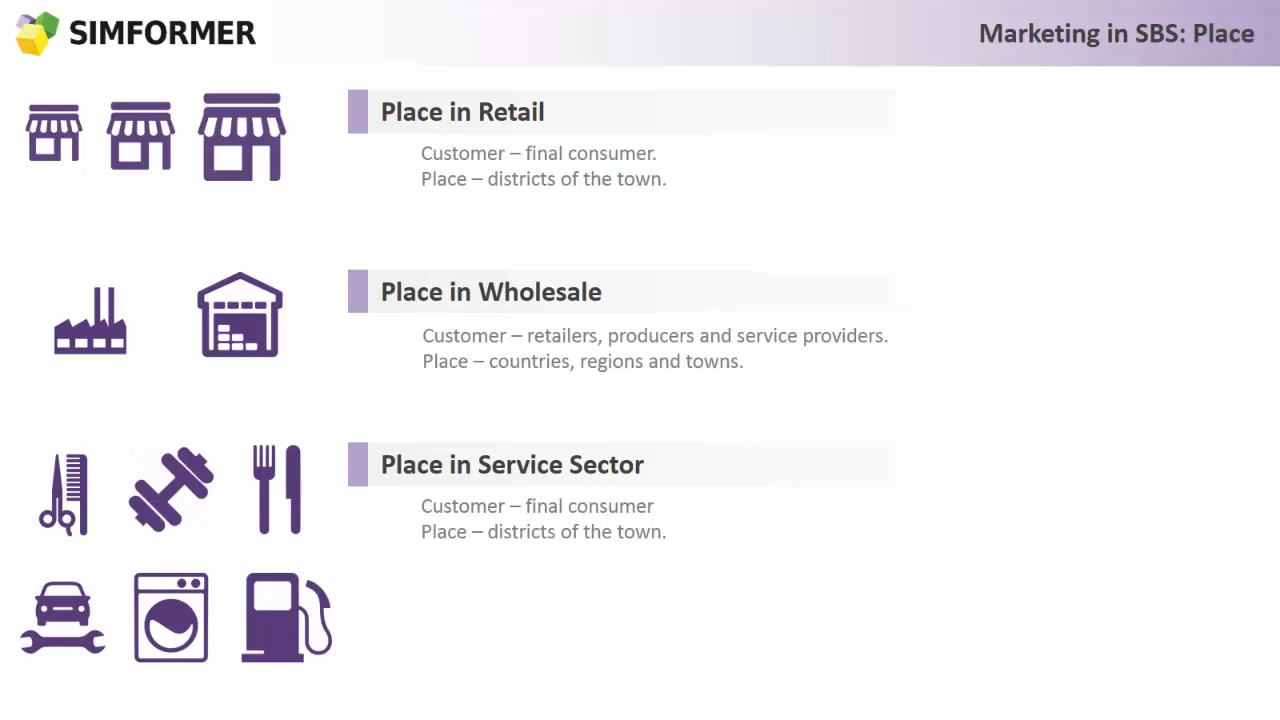 SIMFORMER
Marketing in SBS: Place
Place in Retail
Customer – final consumer.
Place – districts of the town.
Place in Wholesale
Customer – retailers, producers and service providers.
Place – countries, regions and towns.
Place in Service Sector
Customer – final consumer
Place – districts of the town.